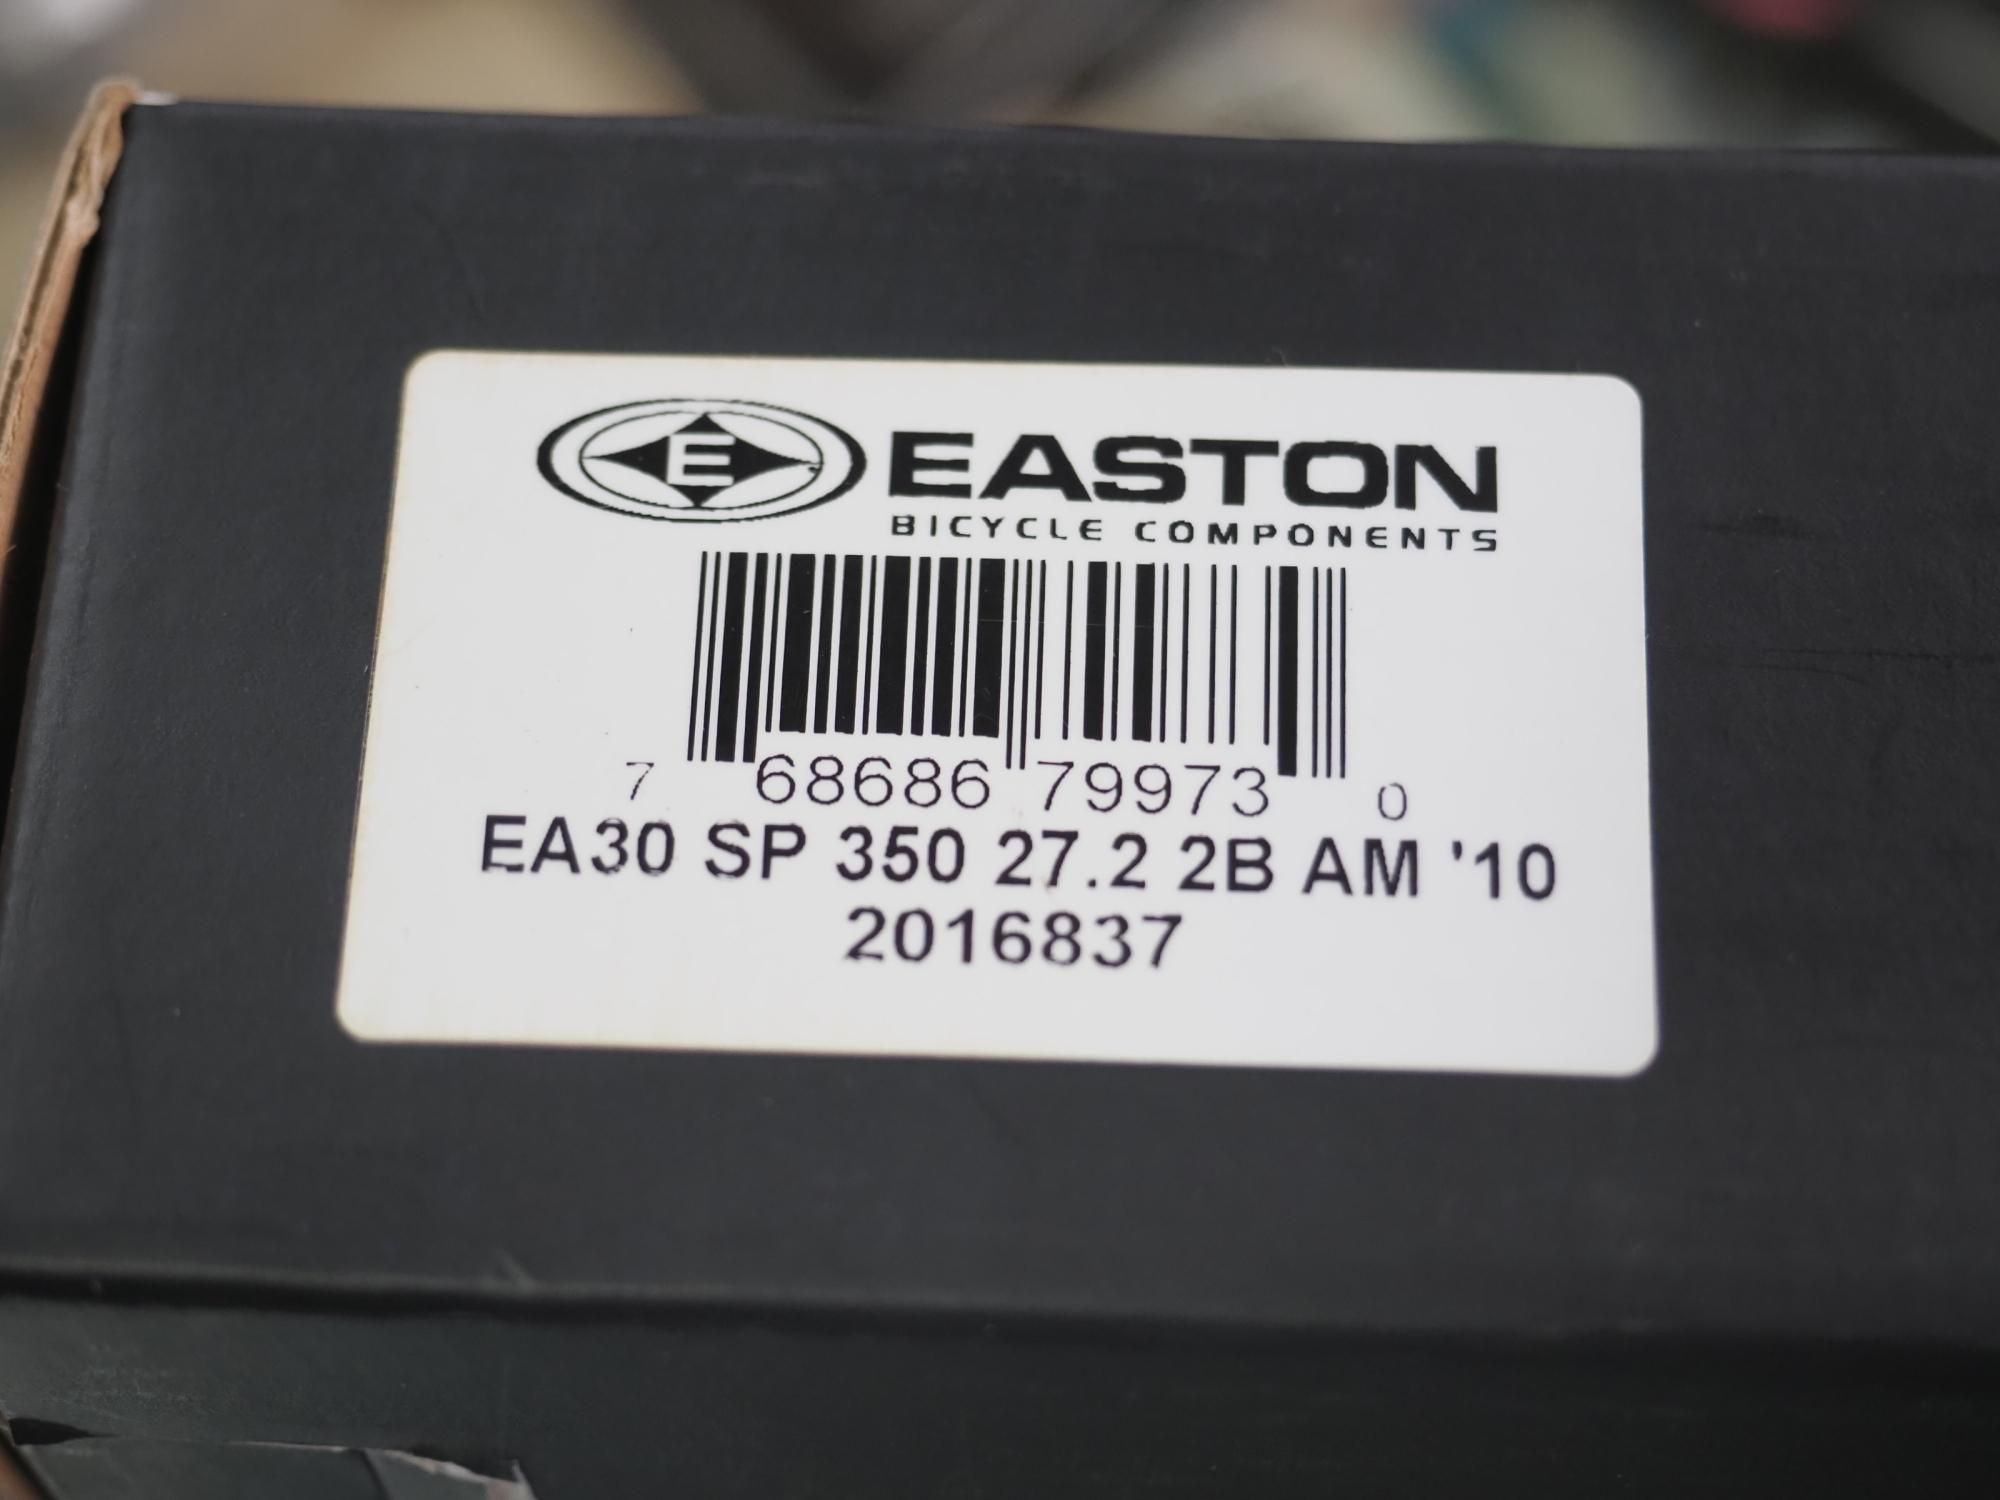 E EASTON
BICYCLE COMPONENTS
7 68686 79973 0
EA30 SP 350 27.2 2B AM '10
2016837